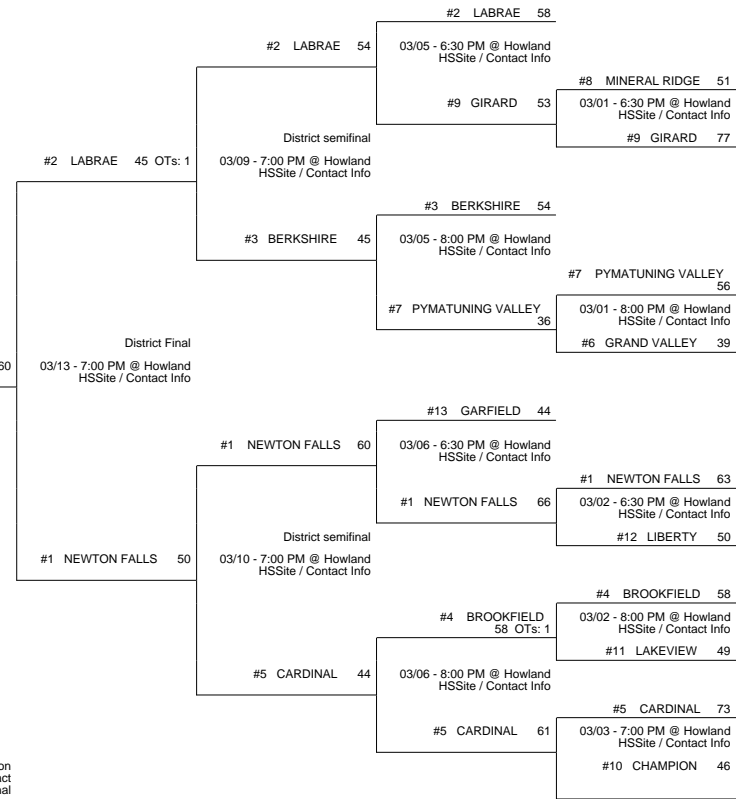 #2 LABRAE 58
#2 LABRAE 54
03/05 - 6:30 PM @ Howland
HSSite / Contact Info
#8 MINERAL RIDGE 51
#9 GIRARD 53
03/01 - 6:30 PM @ Howland
HSSite / Contact Info
#9 GIRARD 77
District semifinal
#2 LABRAE 45 OTs: 1
03/09 - 7:00 PM @ Howland
HSSite / Contact Info
#3 BERKSHIRE 54
#3 BERKSHIRE 45
03/05 - 8:00 PM @ Howland
HSSite / Contact Info
#7 PYMATUNING VALLEY
56
#7 PYMATUNING VALLEY
36
03/01 - 8:00 PM @ Howland
HSSite / Contact Info
#6 GRAND VALLEY 39
District Final
60
03/13 - 7:00 PM @ Howland
HSSite / Contact Info
#13 GARFIELD 44
#1 NEWTON FALLS 60
03/06 - 6:30 PM @ Howland
HSSite / Contact Info
#1 NEWTON FALLS 63
#1 NEWTON FALLS 66
03/02 - 6:30 PM @ Howland
HSSite / Contact Info
#12 LIBERTY 50
District semifinal
#1 NEWTON FALLS 50
03/10 - 7:00 PM @ Howland
HSSite / Contact Info
#4 BROOKFIELD 58
#4 BROOKFIELD
58 OTs: 1
03/02 - 8:00 PM @ Howland
HSSite / Contact Info
#11 LAKEVIEW 49
#5 CARDINAL 44
03/06 - 8:00 PM @ Howland
HSSite / Contact Info
#5 CARDINAL 73
#5 CARDINAL 61
03/03 - 7:00 PM @ Howland
HSSite / Contact Info
#10 CHAMPION 46